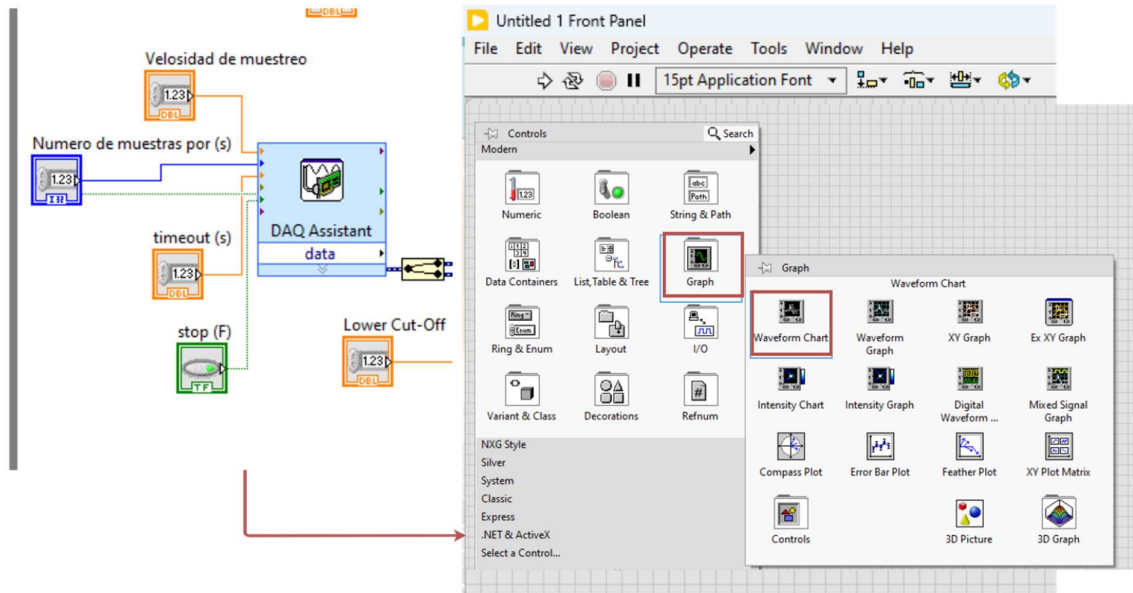 DBL
Velocidad de muestreo
1.23
DBL
Numero de muestras por (s)
1.23
I32
DAQ Assistant
data
timeout (s)
1.23
DBL
stop (F)
TF
Lower Cut-Off
1.23
DBL
Untitled 1 Front Panel
File Edit View Project Operate Tools Window Help
15pt Application Font
Controls
Search
Modern
Numeric Boolean String & Path
Data Containers List, Table & Tree Graph
Ring & Enum Layout I/O
Variant & Class Decorations Refnum
NXG Style
Silver
System
Classic
Express
.NET & ActiveX
Select a Control...
Graph
Waveform Chart
Waveform Chart Waveform Graph XY Graph Ex XY Graph
Intensity Chart Intensity Graph Digital Waveform ... Mixed Signal Graph
Compass Plot Error Bar Plot Feather Plot XY Plot Matrix
Controls 3D Picture 3D Graph